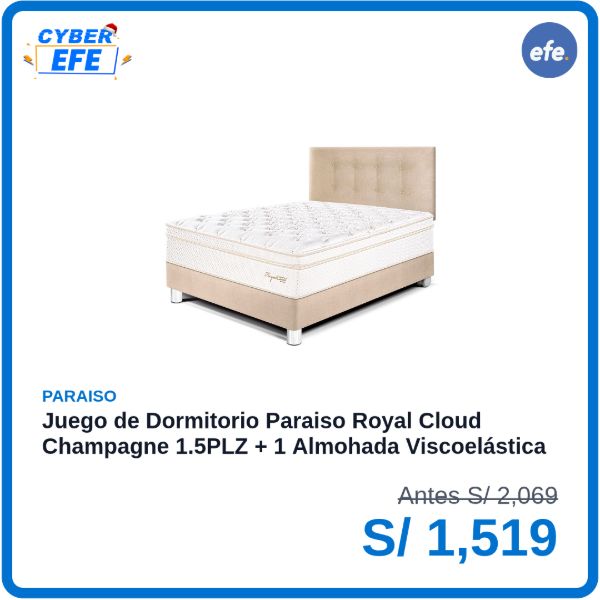 CYBER
EFE
efe.
PARAISO
Juego de Dormitorio Paraiso Royal Cloud
Champagne 1.5PLZ + 1 Almohada Viscoelástica
Antes S/ 2,069
S/ 1,519